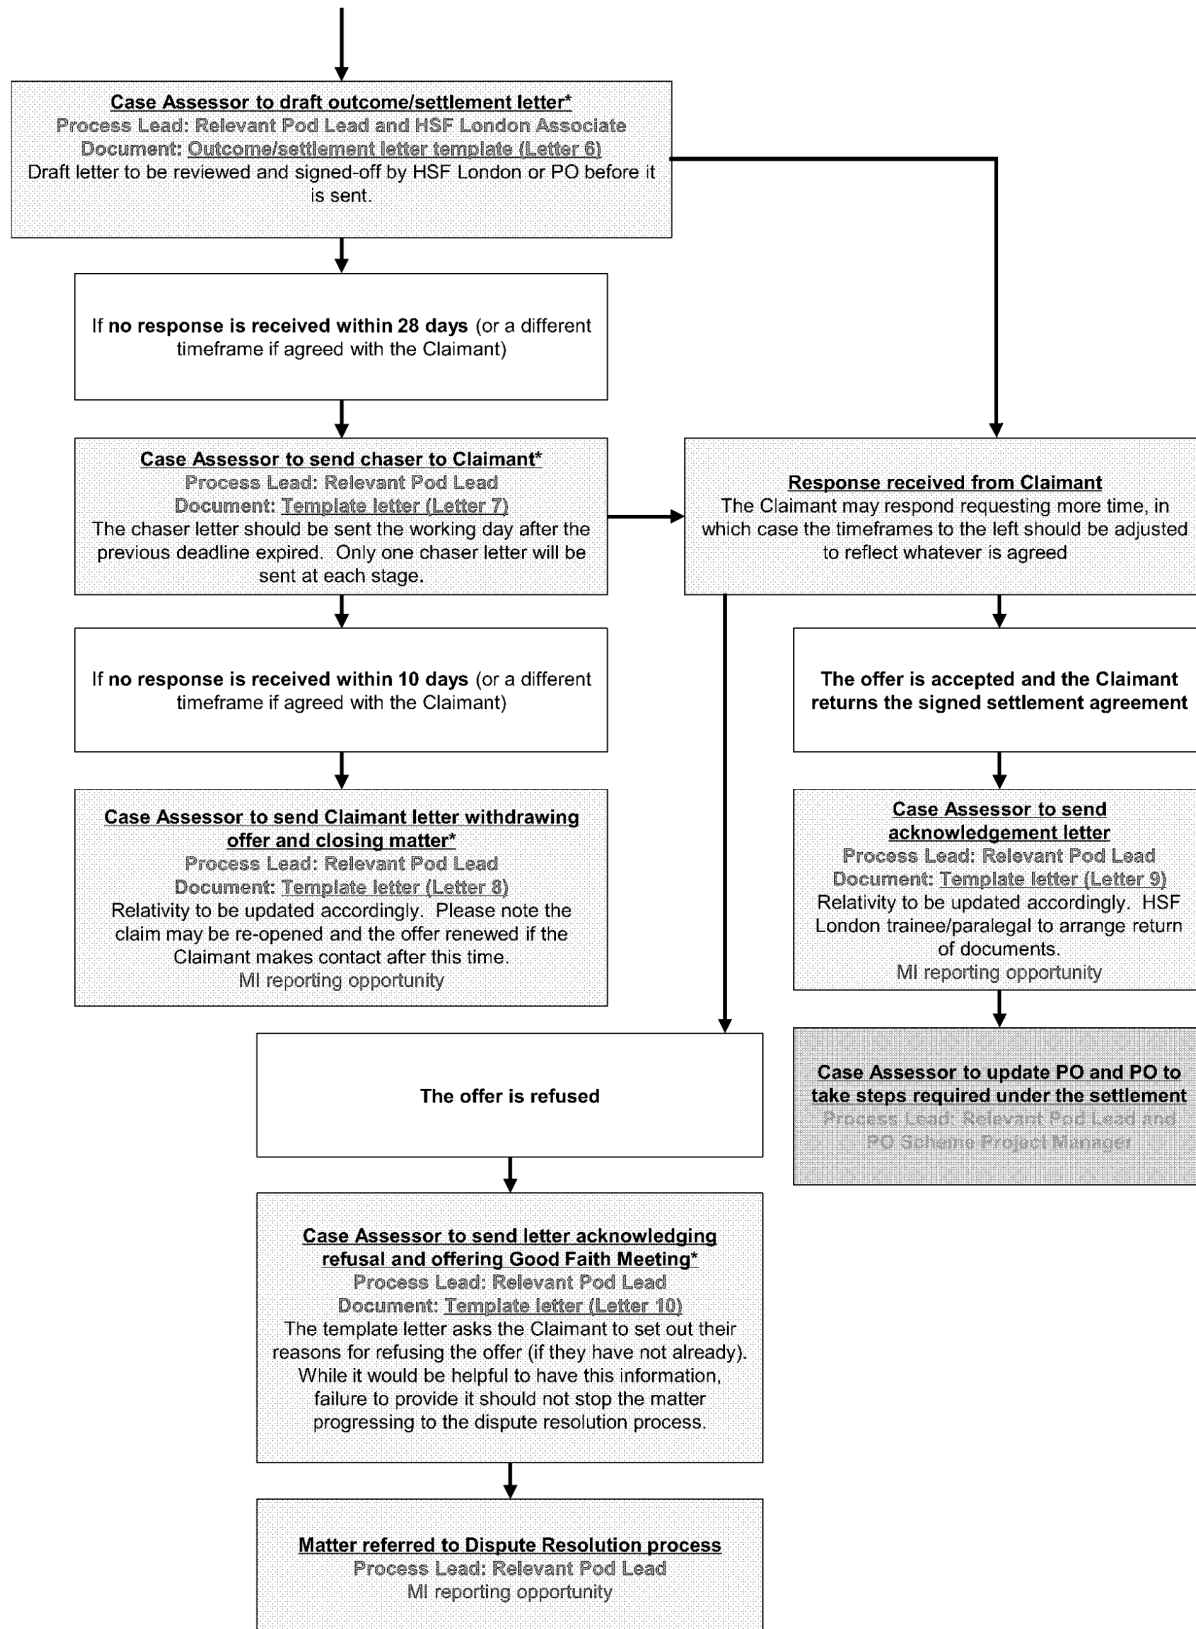 Case Assessor to draft outcome/settlement letter*
Process Lead: Relevant Pod Lead and HSF London Associate
Document: Outcome/settlement letter template (Letter 6)
Draft letter to be reviewed and signed-off by HSF London or PO before it
is sent.
If no response is received within 28 days (or a different
timeframe if agreed with the Claimant)
Case Assessor to send chaser to Claimant*
Process Lead: Relevant Pod Lead
Document: Template letter (Letter 7)
The chaser letter should be sent the working day after the
previous deadline expired. Only one chaser letter will be
sent at each stage.
Response received from Claimant
The Claimant may respond requesting more time, in
which case the timeframes to the left should be adjusted
to reflect whatever is agreed
If no response is received within 10 days (or a different
timeframe if agreed with the Claimant)
The offer is accepted and the Claimant
returns the signed settlement agreement
Case Assessor to send Claimant letter withdrawing
offer and closing matter*
Process Lead: Relevant Pod Lead
Document: Template letter (Letter 8)
Relativity to be updated accordingly. Please note the
claim may be re-opened and the offer renewed if the
Claimant makes contact after this time.
MI reporting opportunity
Case Assessor to send
acknowledgement letter
Process Lead: Relevant Pod Lead
Document: Template letter (Letter 9)
Relativity to be updated accordingly. HSF
London trainee/paralegal to arrange return
of documents.
MI reporting opportunity
The offer is refused
Case Assessor to update PO and PO to
take steps required under the settlement
Process Lead: Relevant Pod Lead and
PO Scheme Project Manager
Case Assessor to send letter acknowledging
refusal and offering Good Faith Meeting*
Process Lead: Relevant Pod Lead
Document: Template letter (Letter 10)
The template letter asks the Claimant to set out their
reasons for refusing the offer (if they have not already).
While it would be helpful to have this information,
failure to provide it should not stop the matter
progressing to the dispute resolution process.
Matter referred to Dispute Resolution process
Process Lead: Relevant Pod Lead
MI reporting opportunity